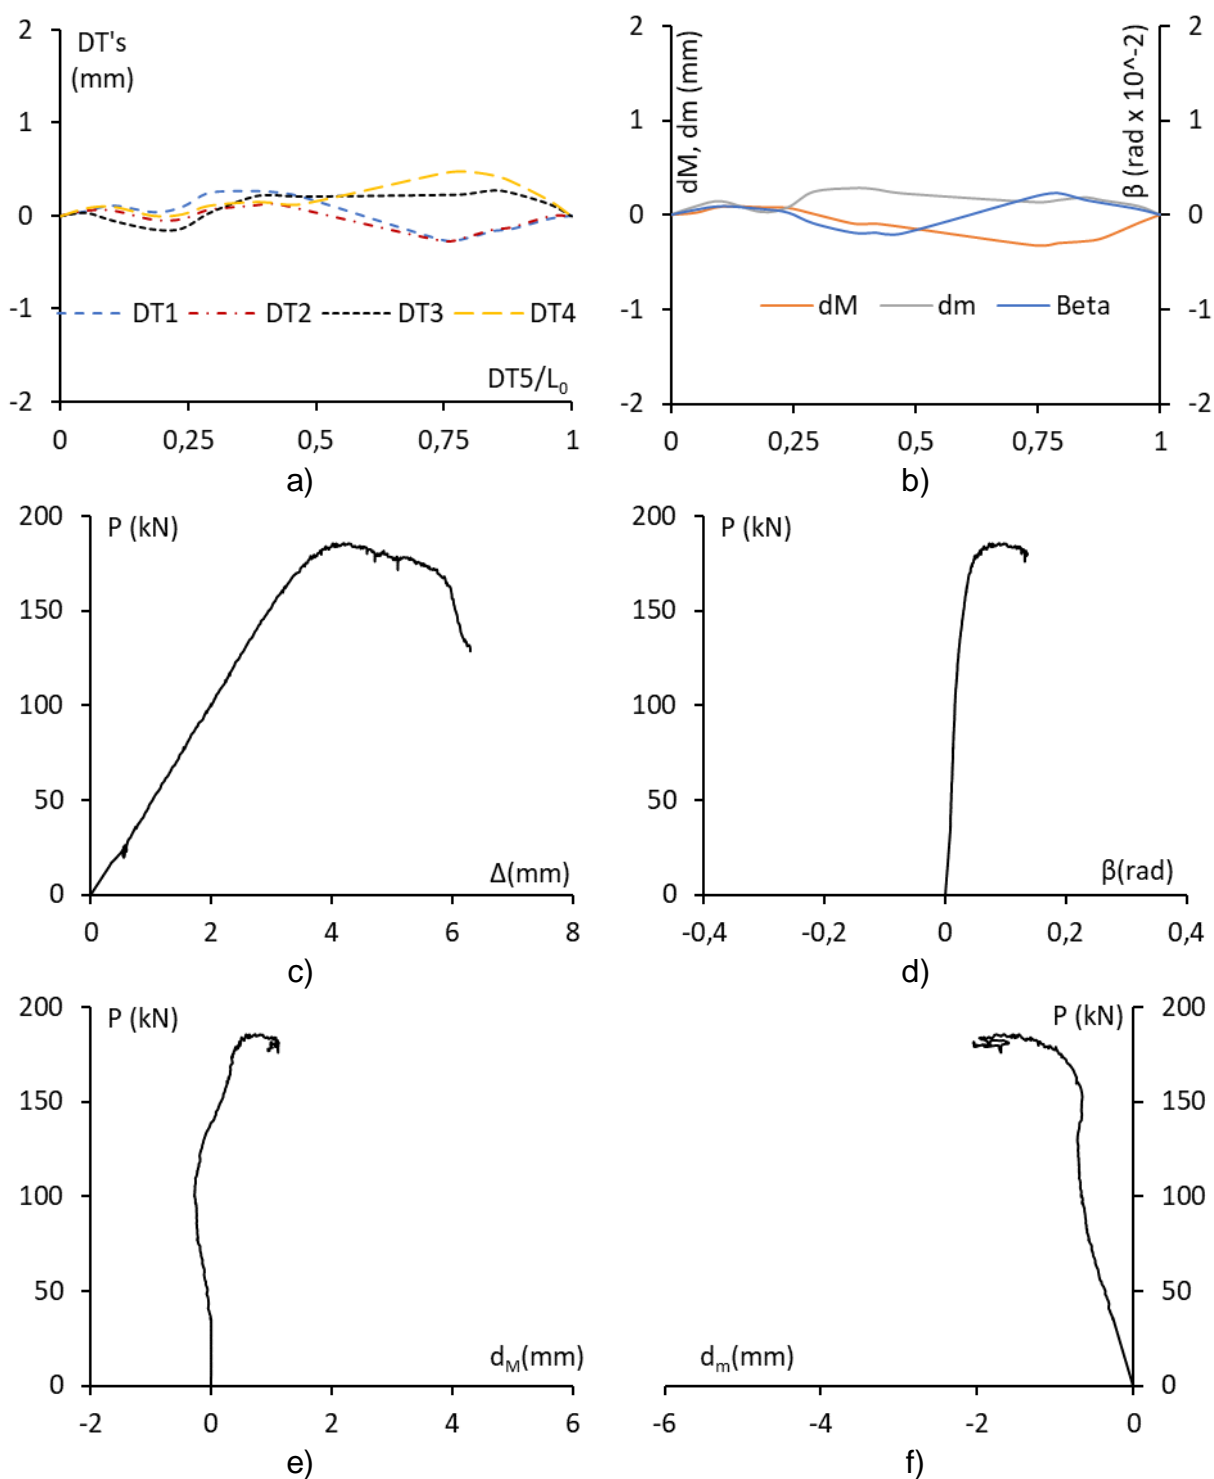 2
DT's
(mm)
1
0
-1
DT1 DT2 DT3 DT4
DT5/L0
-2
0 0,25 0,5 0,75 1
a)
2
dM, dm (mm)
1
0
-1
-2
β (rad x 10^-2)
2
1
0
-1
-2
dM dm Beta
0 0,25 0,5 0,75 1
b)
200
P (kN)
150
100
50
0
Δ(mm)
0 2 4 6 8
c)
200
P (kN)
150
100
50
0
β(rad)
-0,4 -0,2 0 0,2 0,4
d)
200
P (kN)
150
100
50
0
dM(mm)
-2 0 2 4 6
e)
P (kN)
200
150
100
50
0
dm(mm)
-6 -4 -2 0
f)